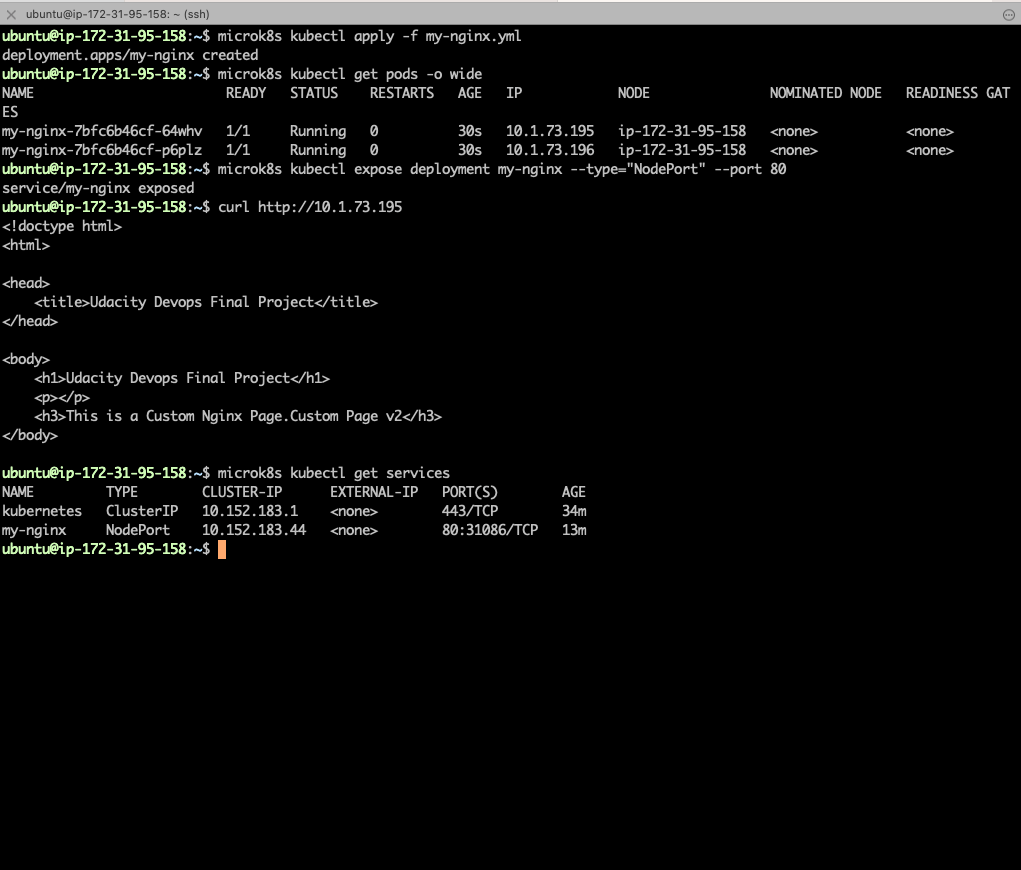 ubuntu@ip-172-31-95-158: ~ (ssh)
ubuntu@ip-172-31-95-158:~$ microk8s kubectl apply -f my-nginx.yml
deployment.apps/my-nginx created
ubuntu@ip-172-31-95-158:~$ microk8s kubectl get pods -o wide
NAME                        READY   STATUS    RESTARTS   AGE   IP            NODE               NOMINATED NODE   READINESS GAT
ES
my-nginx-7bfc6b46cf-64whv   1/1     Running   0          30s   10.1.73.195   ip-172-31-95-158   <none>           <none>
my-nginx-7bfc6b46cf-p6plz   1/1     Running   0          30s   10.1.73.196   ip-172-31-95-158   <none>           <none>
ubuntu@ip-172-31-95-158:~$ microk8s kubectl expose deployment my-nginx --type="NodePort" --port 80
service/my-nginx exposed
ubuntu@ip-172-31-95-158:~$ curl http://10.1.73.195
<!doctype html>
<html>
<head>
    <title>Udacity Devops Final Project</title>
</head>
<body>
    <h1>Udacity Devops Final Project</h1>
    <p></p>
    <h3>This is a Custom Nginx Page.Custom Page v2</h3>
</body>
ubuntu@ip-172-31-95-158:~$ microk8s kubectl get services
NAME         TYPE        CLUSTER-IP      EXTERNAL-IP   PORT(S)        AGE
kubernetes   ClusterIP   10.152.183.1    <none>        443/TCP        34m
my-nginx     NodePort    10.152.183.44   <none>        80:31086/TCP   13m
ubuntu@ip-172-31-95-158:~$